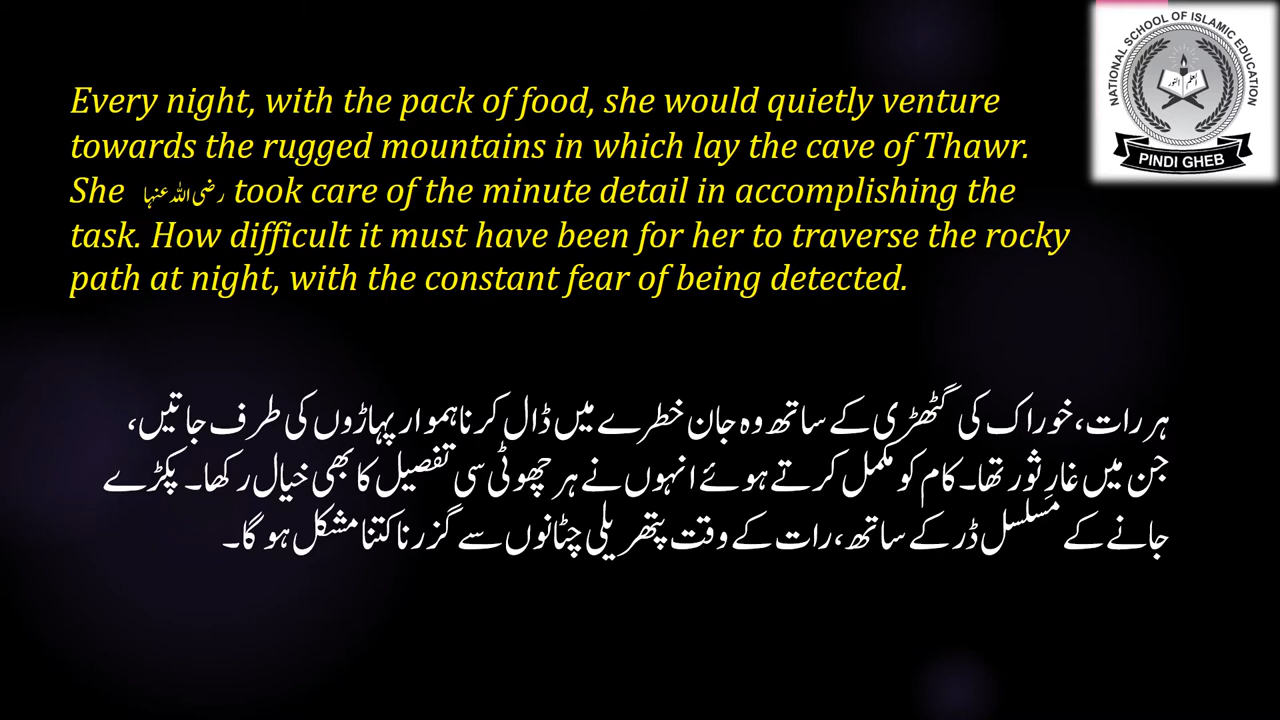 Every night, with the pack of food, she would quietly venture
towards the rugged mountains in which lay the cave of Thawr.
She رضی اللہ عنہا took care of the minute detail in accomplishing the
task. How difficult it must have been for her to traverse the rocky
path at night, with the constant fear of being detected.
ہر رات، خوراک کی گٹھڑی کے ساتھ وہ جان خطرے میں ڈال کر ناہموار پہاڑوں کی طرف جاتیں،
جن میں غارِ ثور تھا۔ کام کو مکمل کرتے ہوئے انہوں نے ہر چھوٹی سی تفصیل کا بھی خیال رکھا۔ پکڑے
جانے کے مسلسل ڈر کے ساتھ، رات کے وقت پتھریلی چٹانوں سے گزرنا کتنا مشکل ہو گا۔
NATIONAL SCHOOL OF ISLAMIC EDUCATION
PINDI GHEB